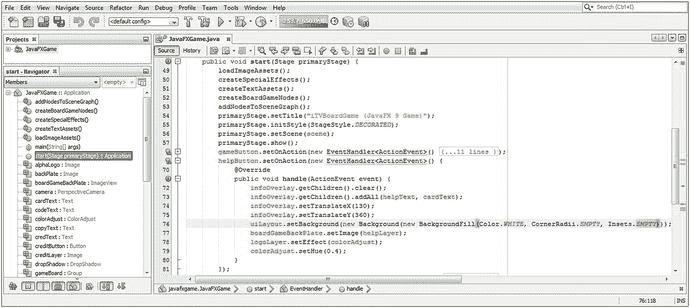 File Edit View Navigate Source Refactor Run Debug Profile Team Tools Window Help
Search (Ctrl+I)
<default config>
Projects
JavaFXGame
start - Navigator
Members
<empty>
JavaFXGame :: Application
addNodesToSceneGraph()
createBoardGameNodes()
createSpecialEffects()
createTextAssets()
loadImageAssets()
main(String[] args)
start(Stage primaryStage) ↑ Application
alphaLogo : Image
backPlate : Image
boardGameBackPlate : ImageView
camera : PerspectiveCamera
cardText : Text
codeText : Text
colorAdjust : ColorAdjust
copyText : Text
creditText : Text
creditButton : Button
creditLayer : Image
dropShadow : DropShadow
gameBoard : Group
JavaFXGame.java
Source History
public void start(Stage primaryStage) {
49 loadImageAssets();
50 createSpecialEffects();
51 createTextAssets();
52 createBoardGameNodes();
53 addNodesToSceneGraph();
54 primaryStage.setTitle("iTVBoardGame (JavaFX 9 Game)");
55 primaryStage.initStyle(StageStyle.DECORATED);
56 primaryStage.setScene(scene);
57 primaryStage.show();
gameButton.setOnAction(new EventHandler<ActionEvent>() {...11 lines });
helpButton.setOnAction(new EventHandler<ActionEvent>() {
70 @Override
public void handle(ActionEvent event) {
72 infoOverlay.getChildren().clear();
73 infoOverlay.getChildren().addAll(helpText, cardText);
74 infoOverlay.setTranslateX(130);
75 infoOverlay.setTranslateY(360);
76 uiLayout.setBackground(new Background(new BackgroundFill(Color.WHITE, CornerRadii.EMPTY, Insets.EMPTY)));
77 boardGameBackPlate.setImage(helpLayer);
78 logoLayer.setEffect(colorAdjust);
79 colorAdjust.setHue(0.4);
80 }
81 });
javafxgame.JavaFXGame start EventHandler handle
76:118 INS